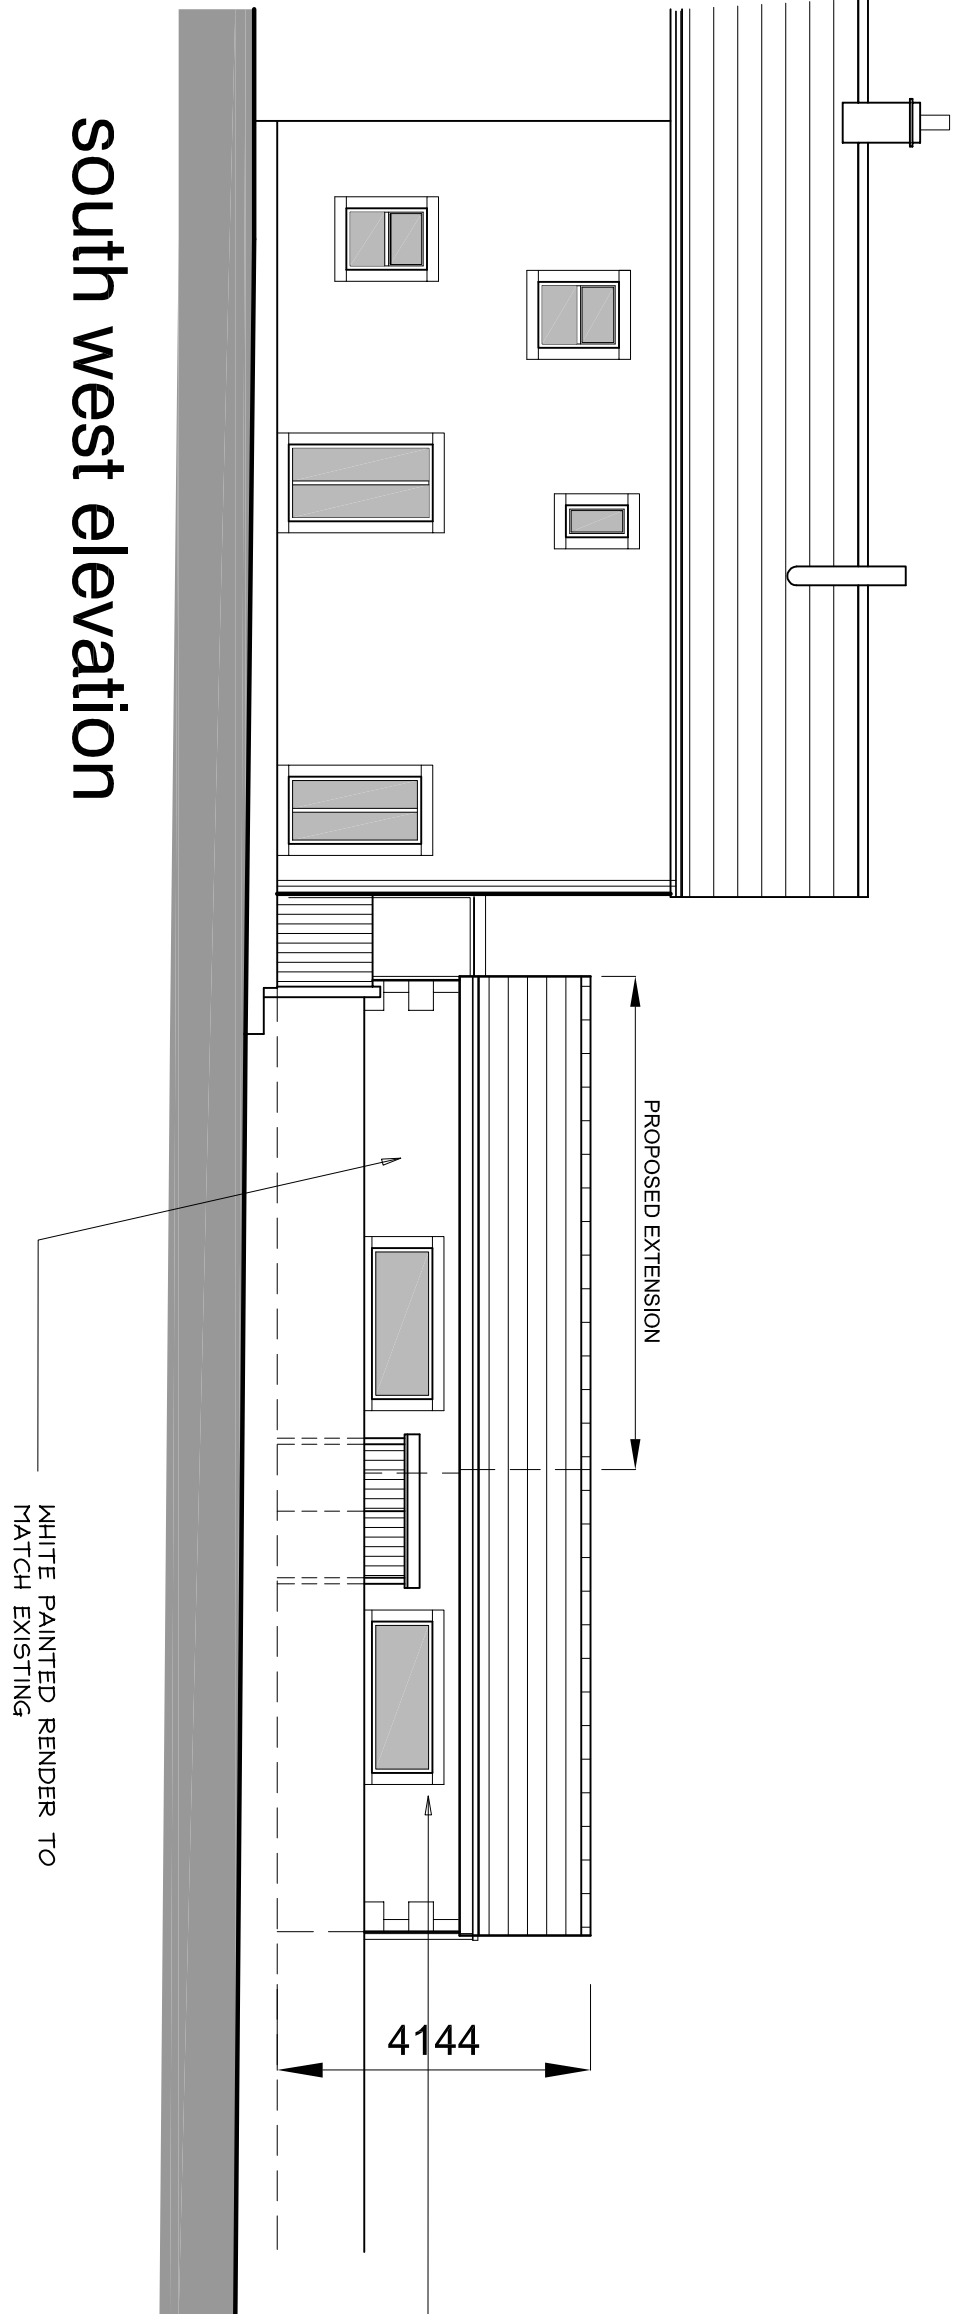 PROPOSED EXTENSION
4144
WHITE PAINTED RENDER TO
MATCH EXISTING
south west elevation